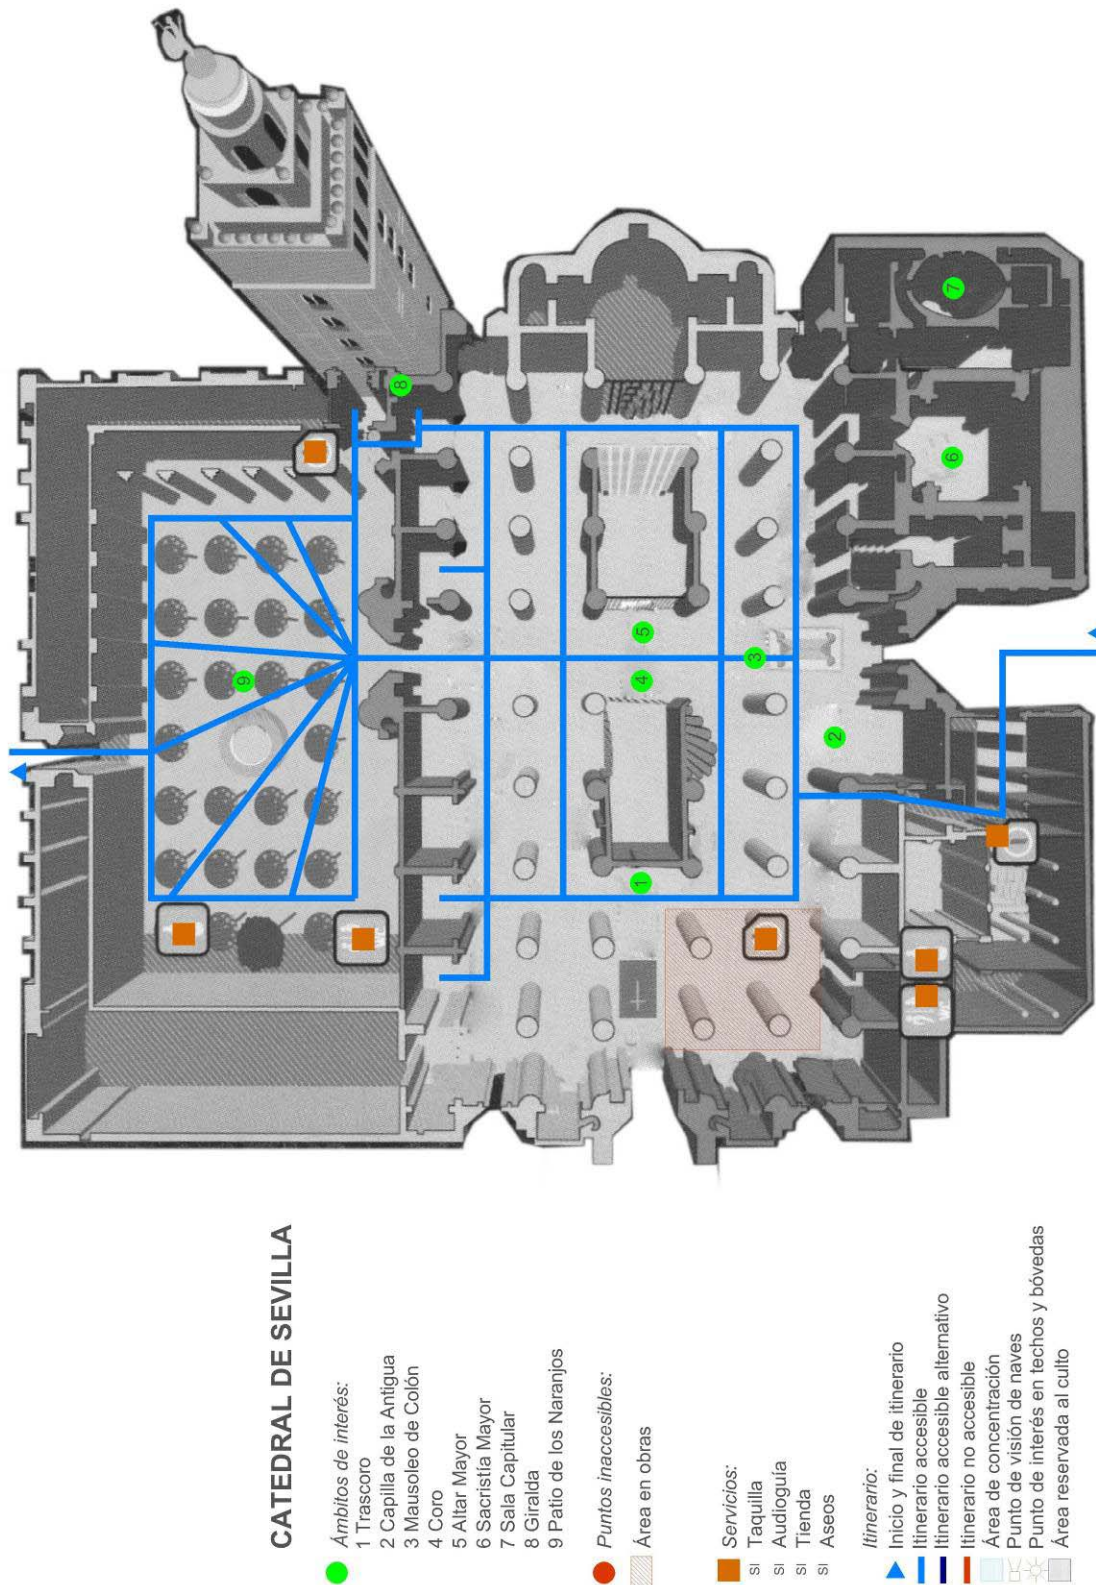 CATEDRAL DE SEVILLA
Ámbitos de interés:
1 Trascoro
2 Capilla de la Antigua
3 Mausoleo de Colón
4 Coro
5 Altar Mayor
6 Sacristía Mayor
7 Sala Capitular
8 Giralda
9 Patio de los Naranjos
Puntos inaccesibles:
Área en obras
Servicios:
SI Taquilla
SI Audioguía
SI Tienda
SI Aseos
Itinerario:
Inicio y final de itinerario
Itinerario accesible
Itinerario accesible alternativo
Itinerario no accesible
Área de concentración
Punto de visión de naves
Punto de interés en techos y bóvedas
Área reservada al culto
1
2
3
4
5
6
7
8
9